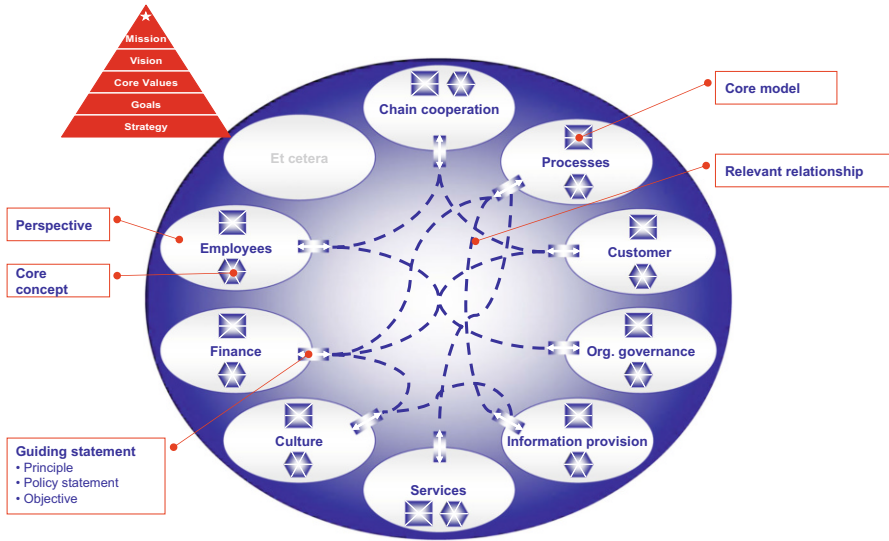 Mission
Vision
Core Values
Goals
Strategy
Chain cooperation
Core model
Et cetera
Processes
Relevant relationship
Perspective
Employees
Customer
Core
concept
Finance
Org. governance
Guiding statement
• Principle
• Policy statement
• Objective
Culture
Information provision
Services